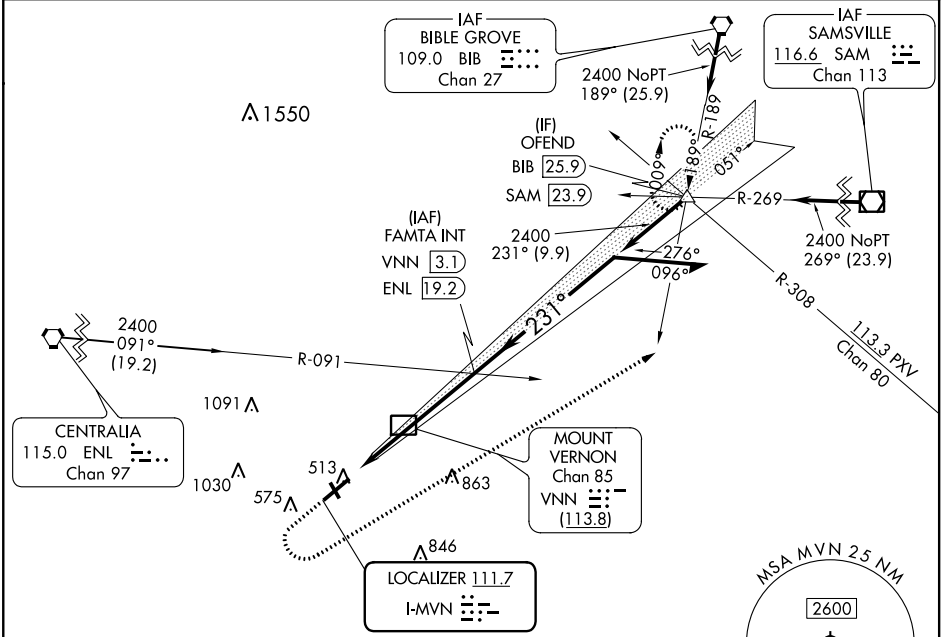 IAF
BIBLE GROVE
109.0 BIB
Chan 27
IAF
SAMSVILLE
116.6 SAM
Chan 113
2400 NoPT
189° (25.9)
R-189
189°
009°
051°
1550
(IF)
OFEND
BIB 25.9
SAM 23.9
R-269
2400 NoPT
269° (23.9)
(IAF)
FAMTA INT
VNN 3.1
ENL 19.2
2400
231° (9.9)
276°
096°
R-308
113.3 PXV
Chan 80
231°
2400
091°
(19.2)
R-091
1091
CENTRALIA
115.0 ENL
Chan 97
1030
575
513
863
MOUNT
VERNON
Chan 85
VNN
(113.8)
846
LOCALIZER 111.7
I-MVN
MSA MVN 25 NM
2600